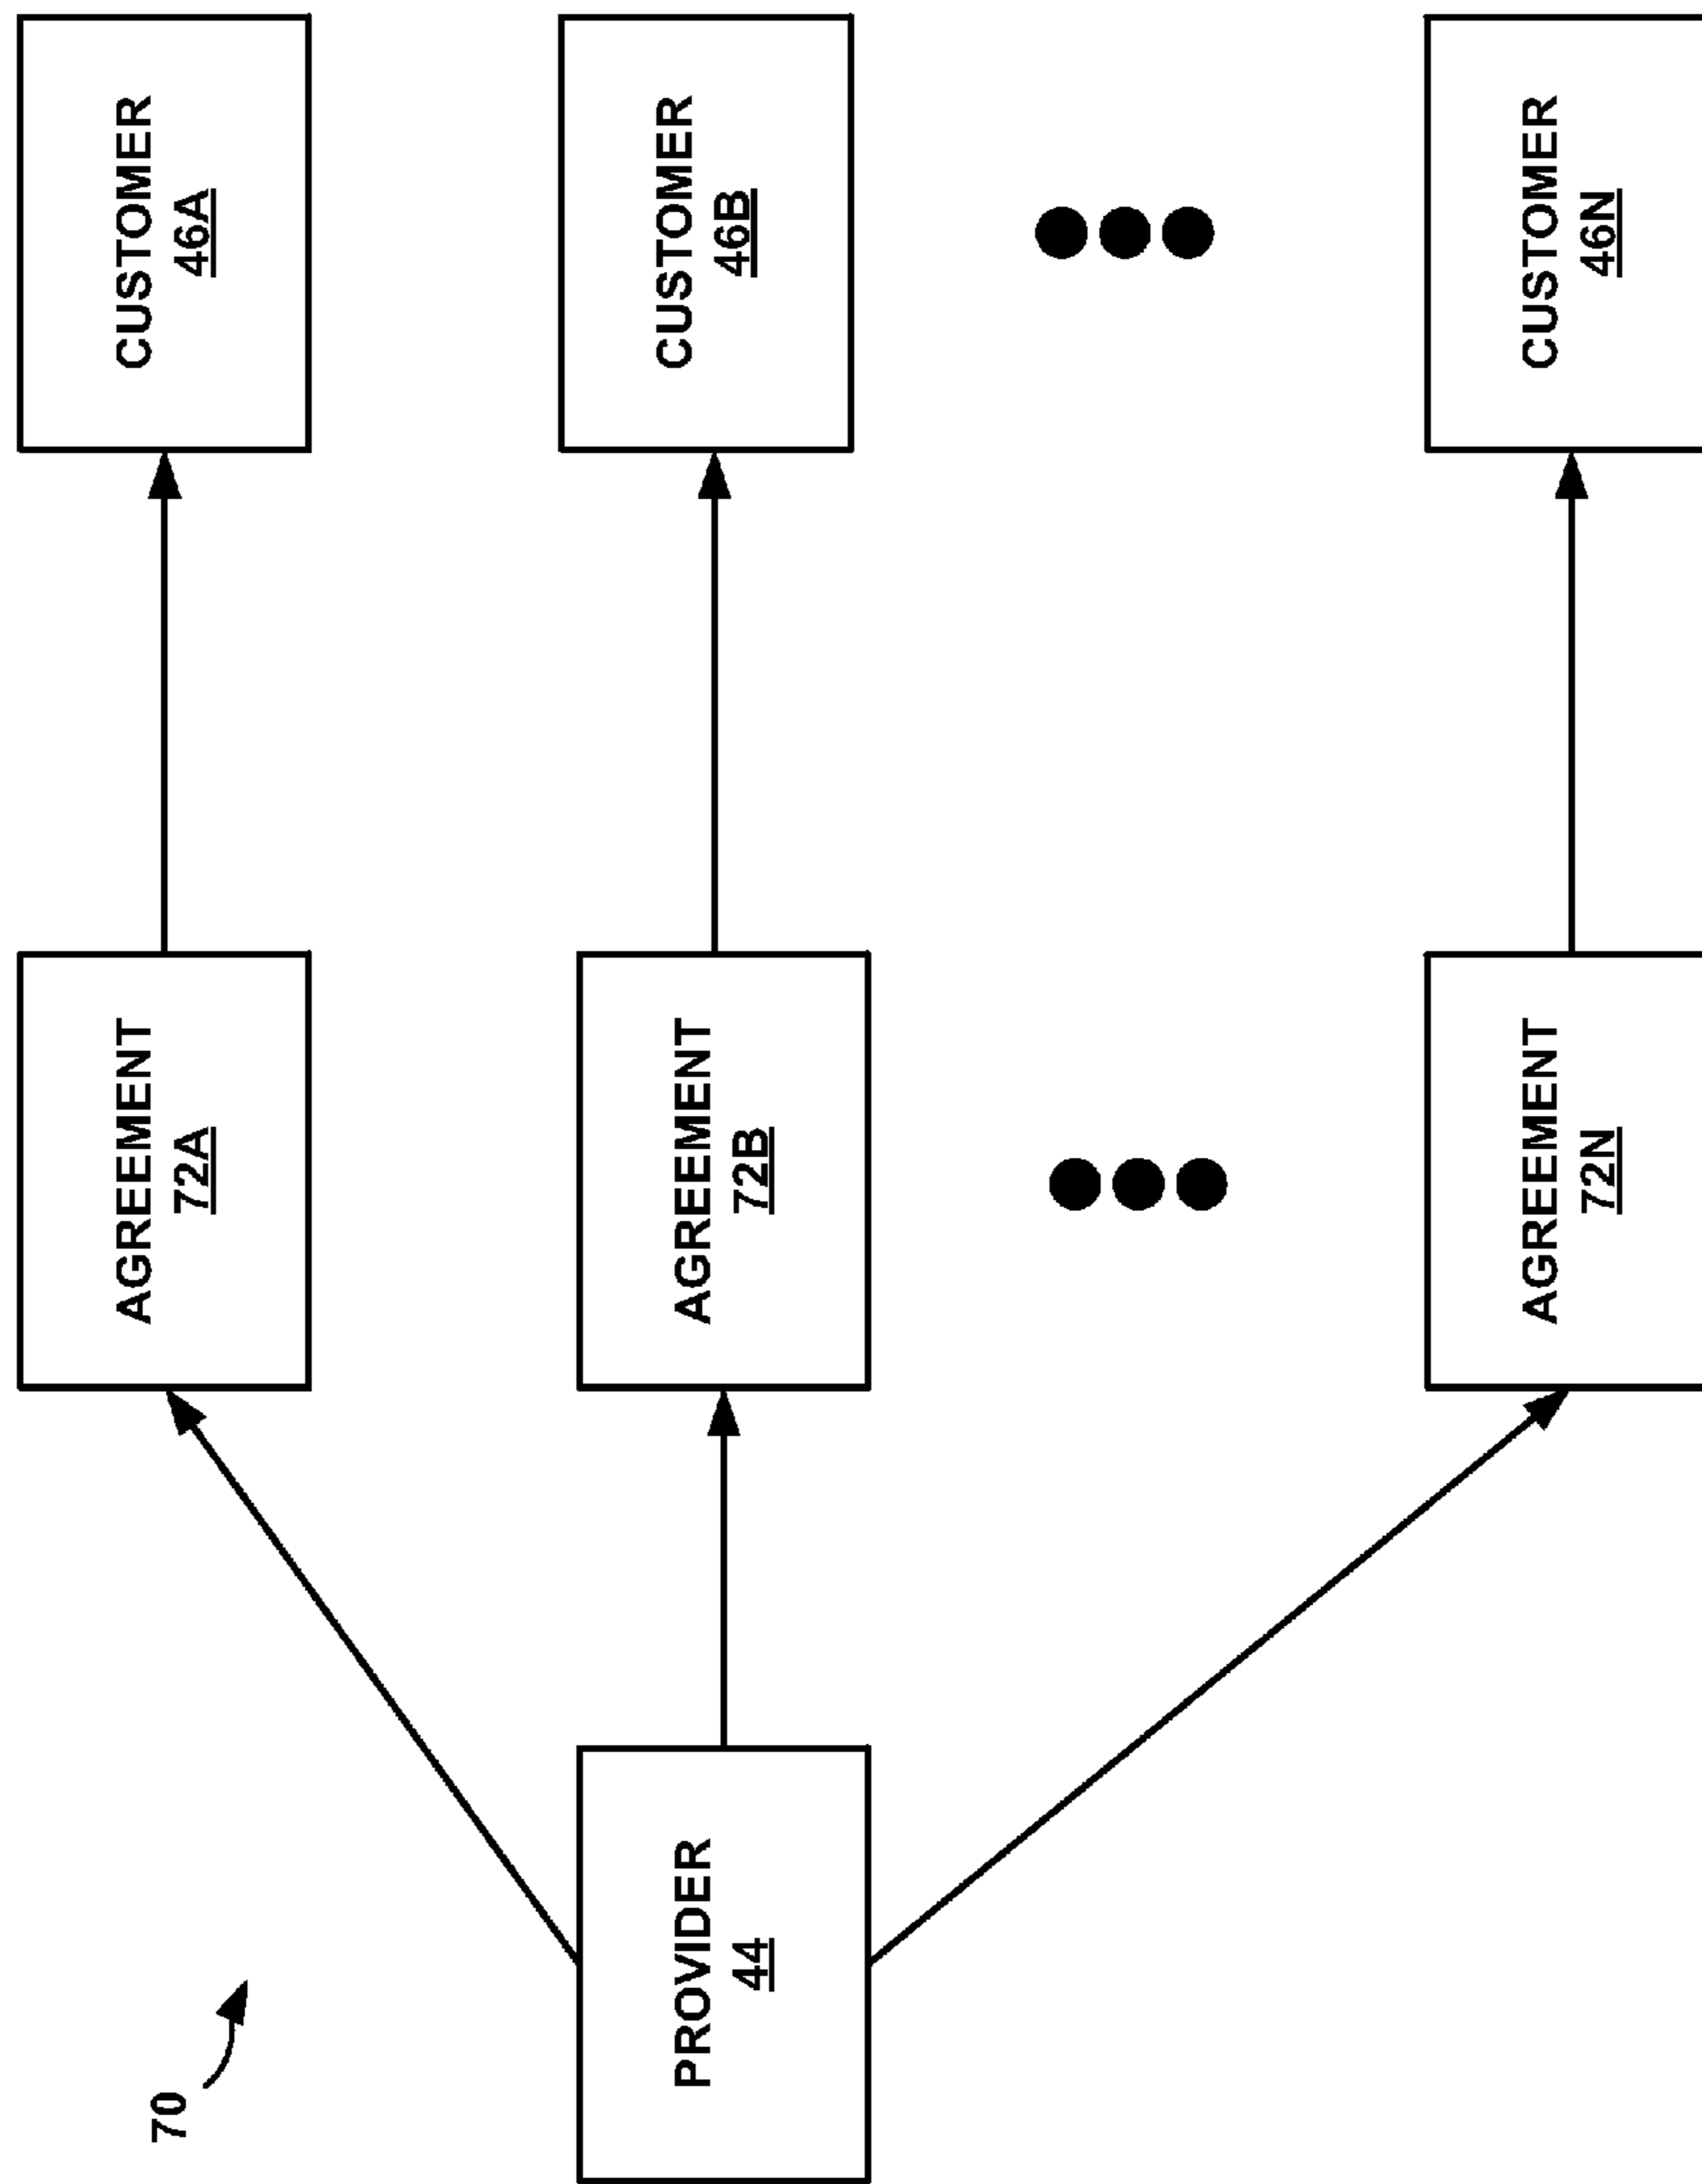 70
PROVIDER
44
AGREEMENT
72A
CUSTOMER
46A
AGREEMENT
72B
CUSTOMER
46B
AGREEMENT
72N
CUSTOMER
46N